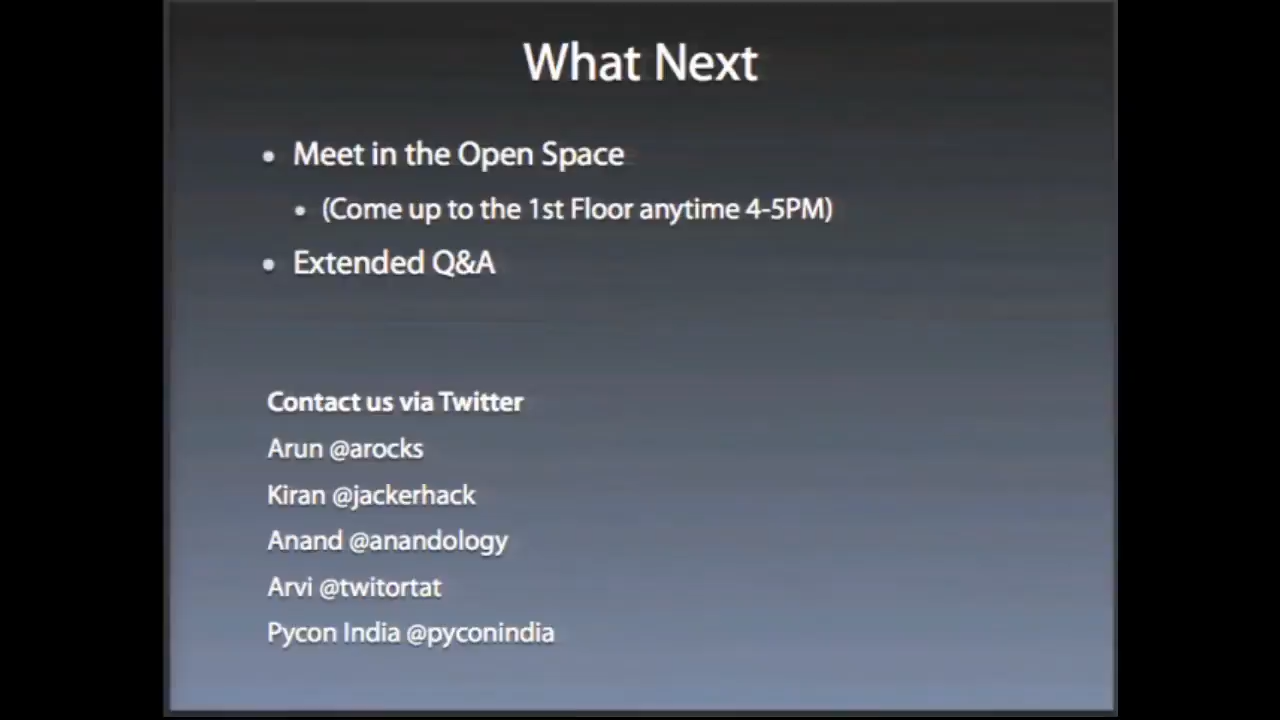 What Next
• Meet in the Open Space
• (Come up to the 1st Floor anytime 4-5PM)
• Extended Q&A
Contact us via Twitter
Arun @arocks
Kiran @jackerhack
Anand @anandology
Arvi @twitortat
Pycon India @pyconindia